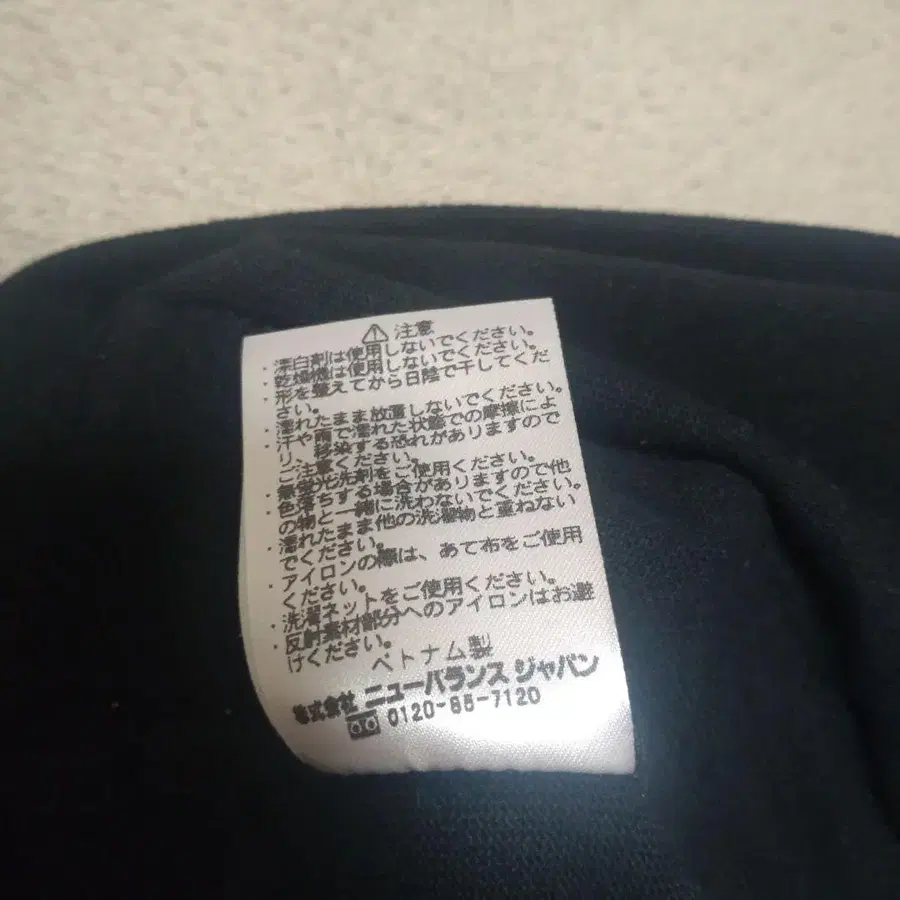 ⚠ 注意
・漂白剤は使用しないでください。
・乾燥機は使用しないでください。
・形を整えてから日陰で干してくだ
さい。
・濡れたまま放置しないでください。
・汗や雨で濡れた状態での摩擦によ
り、移染する恐れがありますので
ご注意ください。
・無蛍光洗剤をご使用ください。
・色落ちする場合がありますので他
の物と一緒に洗わないでください。
・濡れたまま他の洗濯物と重ねない
でください。
・アイロンの際は、あて布をご使用
ください。
・洗濯ネットをご使用ください。
・反射素材部分へのアイロンはお避
けください。
ベトナム製
株式会社 ニューバランス ジャパン
0120-85-7120